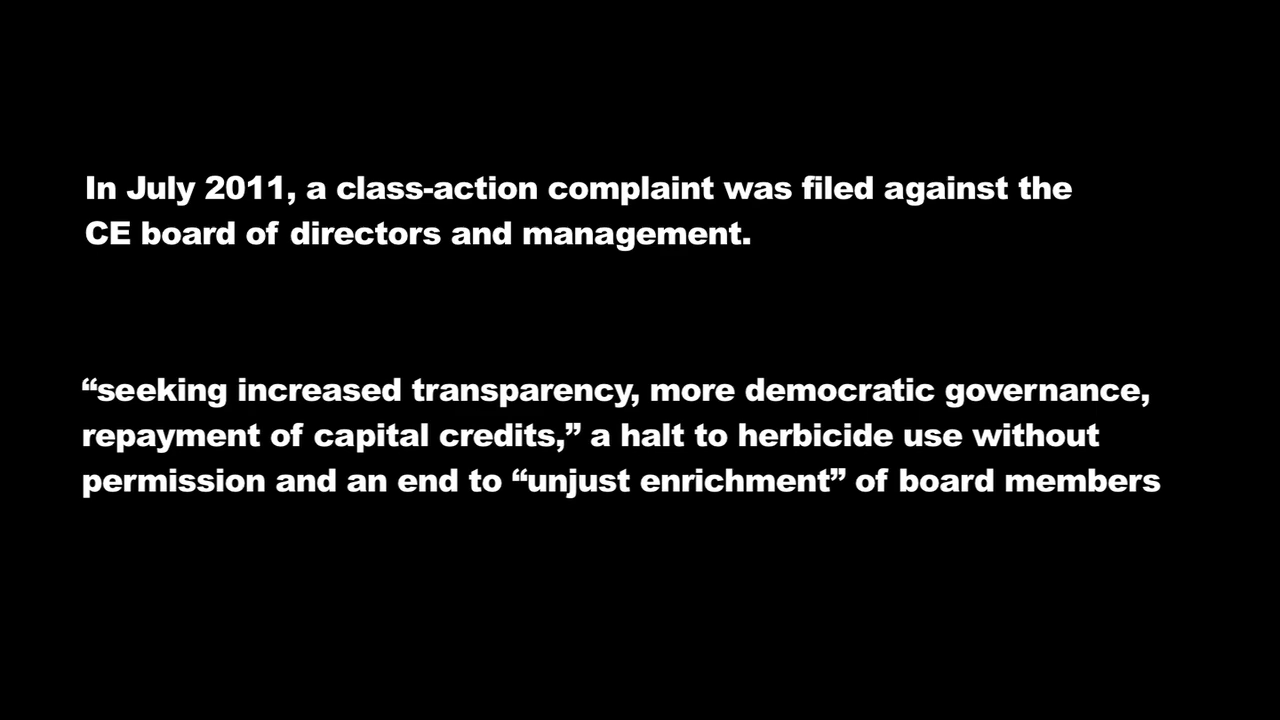 In July 2011, a class-action complaint was filed against the
CE board of directors and management.
“seeking increased transparency, more democratic governance,
repayment of capital credits,” a halt to herbicide use without
permission and an end to “unjust enrichment” of board members